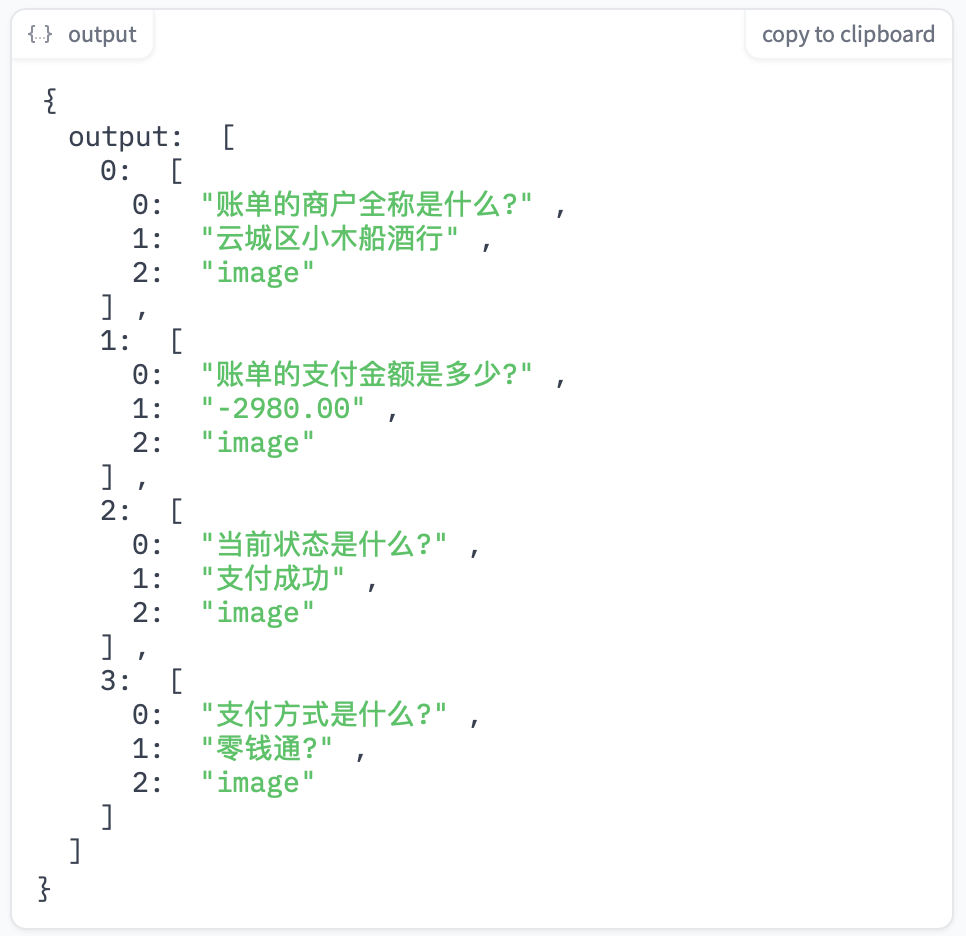 {...} output
copy to clipboard
{
output: [
0: [
0: "账单的商户全称是什么?" ,
1: "云城区小木船酒行" ,
2: "image"
] ,
1: [
0: "账单的支付金额是多少?" ,
1: "-2980.00" ,
2: "image"
] ,
2: [
0: "当前状态是什么?" ,
1: "支付成功" ,
2: "image"
] ,
3: [
0: "支付方式是什么?" ,
1: "零钱通?" ,
2: "image"
]
]
}